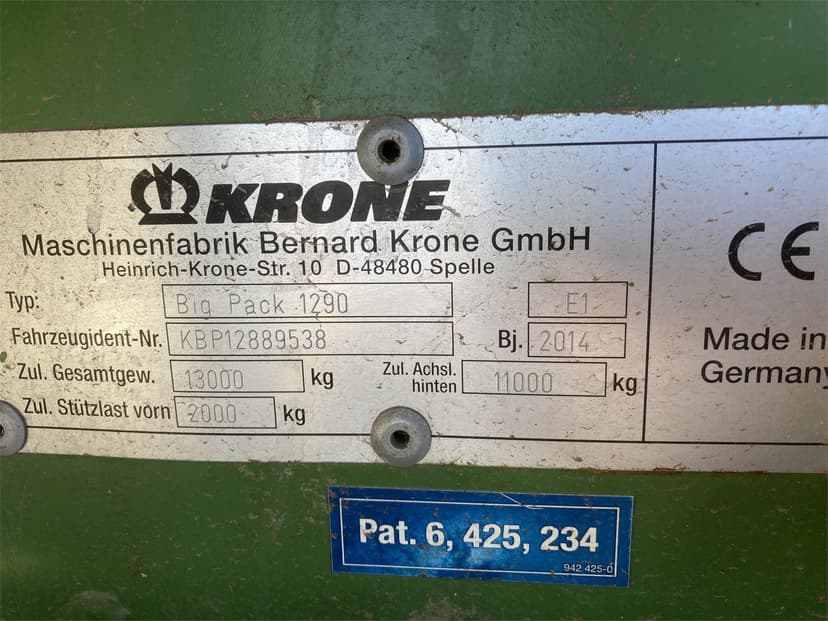 KRONE
Maschinenfabrik Bernard Krone GmbH
Heinrich-Krone-Str. 10 D-48480 Spelle
Typ: Big Pack 1290 E1
Fahrzeugident-Nr. KBP12889538 Bj. 2014
Zul. Gesamtgew. 13000 kg Zul. Achsl. hinten 11000 kg
Zul. Stützlast vorn 2000 kg
CE
Made in
Germany
Pat. 6, 425, 234
942 425-0